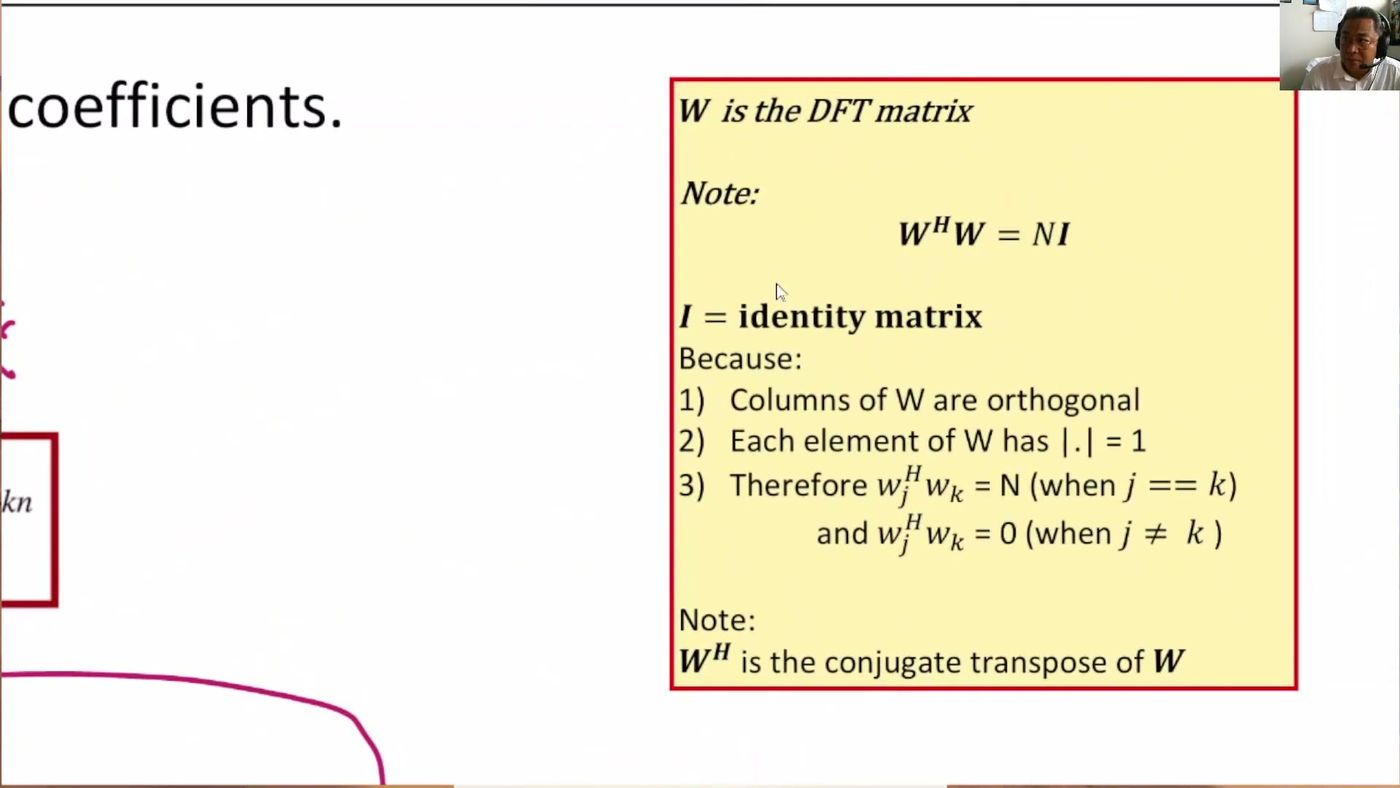 coefficients.
W is the DFT matrix
Note:
W^H W = NI
I = identity matrix
Because:
1) Columns of W are orthogonal
2) Each element of W has |.| = 1
3) Therefore w_j^H w_k = N (when j == k)
and w_j^H w_k = 0 (when j ≠ k )
kn
Note:
W^H is the conjugate transpose of W